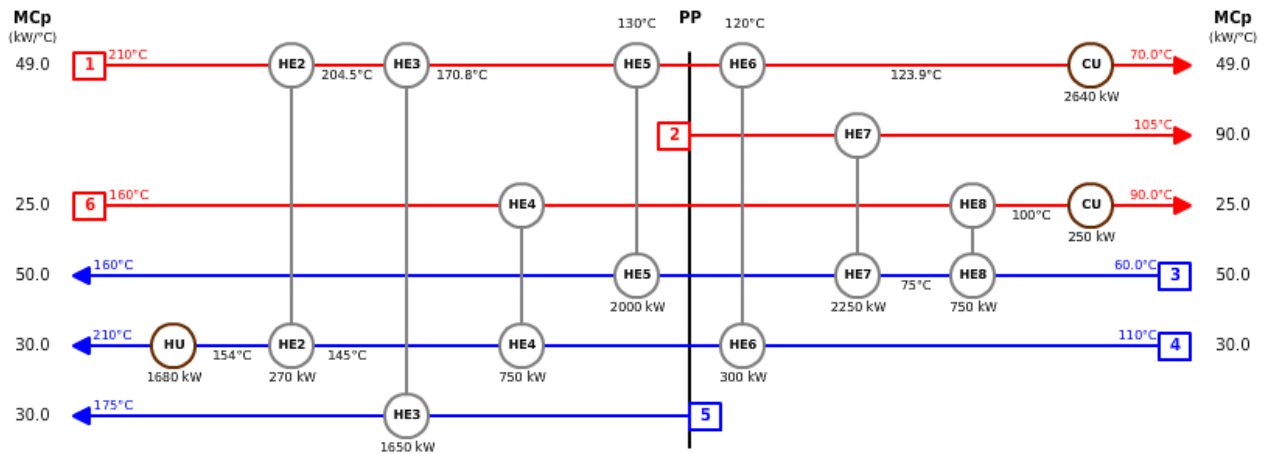 MCp
(kW/°C)
PP
MCp
(kW/°C)
130°C
120°C
49.0
1
210°C
HE2
204.5°C
HE3
170.8°C
HE5
HE6
123.9°C
CU
70.0°C
49.0
2640 kW
2
HE7
105°C
90.0
25.0
6
160°C
HE4
HE8
100°C
CU
90.0°C
25.0
250 kW
160°C
HE5
HE7
75°C
HE8
60.0°C
3
50.0
2000 kW
2250 kW
750 kW
30.0
210°C
HU
154°C
HE2
145°C
HE4
HE6
110°C
4
30.0
1680 kW
270 kW
750 kW
300 kW
30.0
175°C
HE3
5
1650 kW